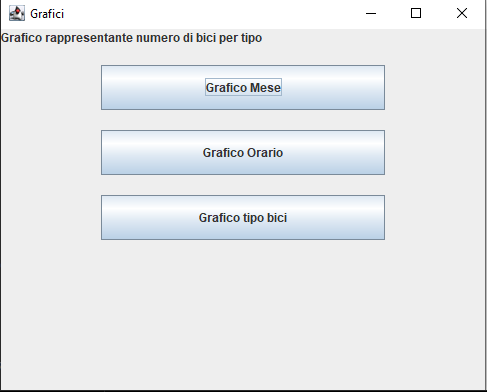 Grafici
Grafico rappresentante numero di bici per tipo
Grafico Mese
Grafico Orario
Grafico tipo bici